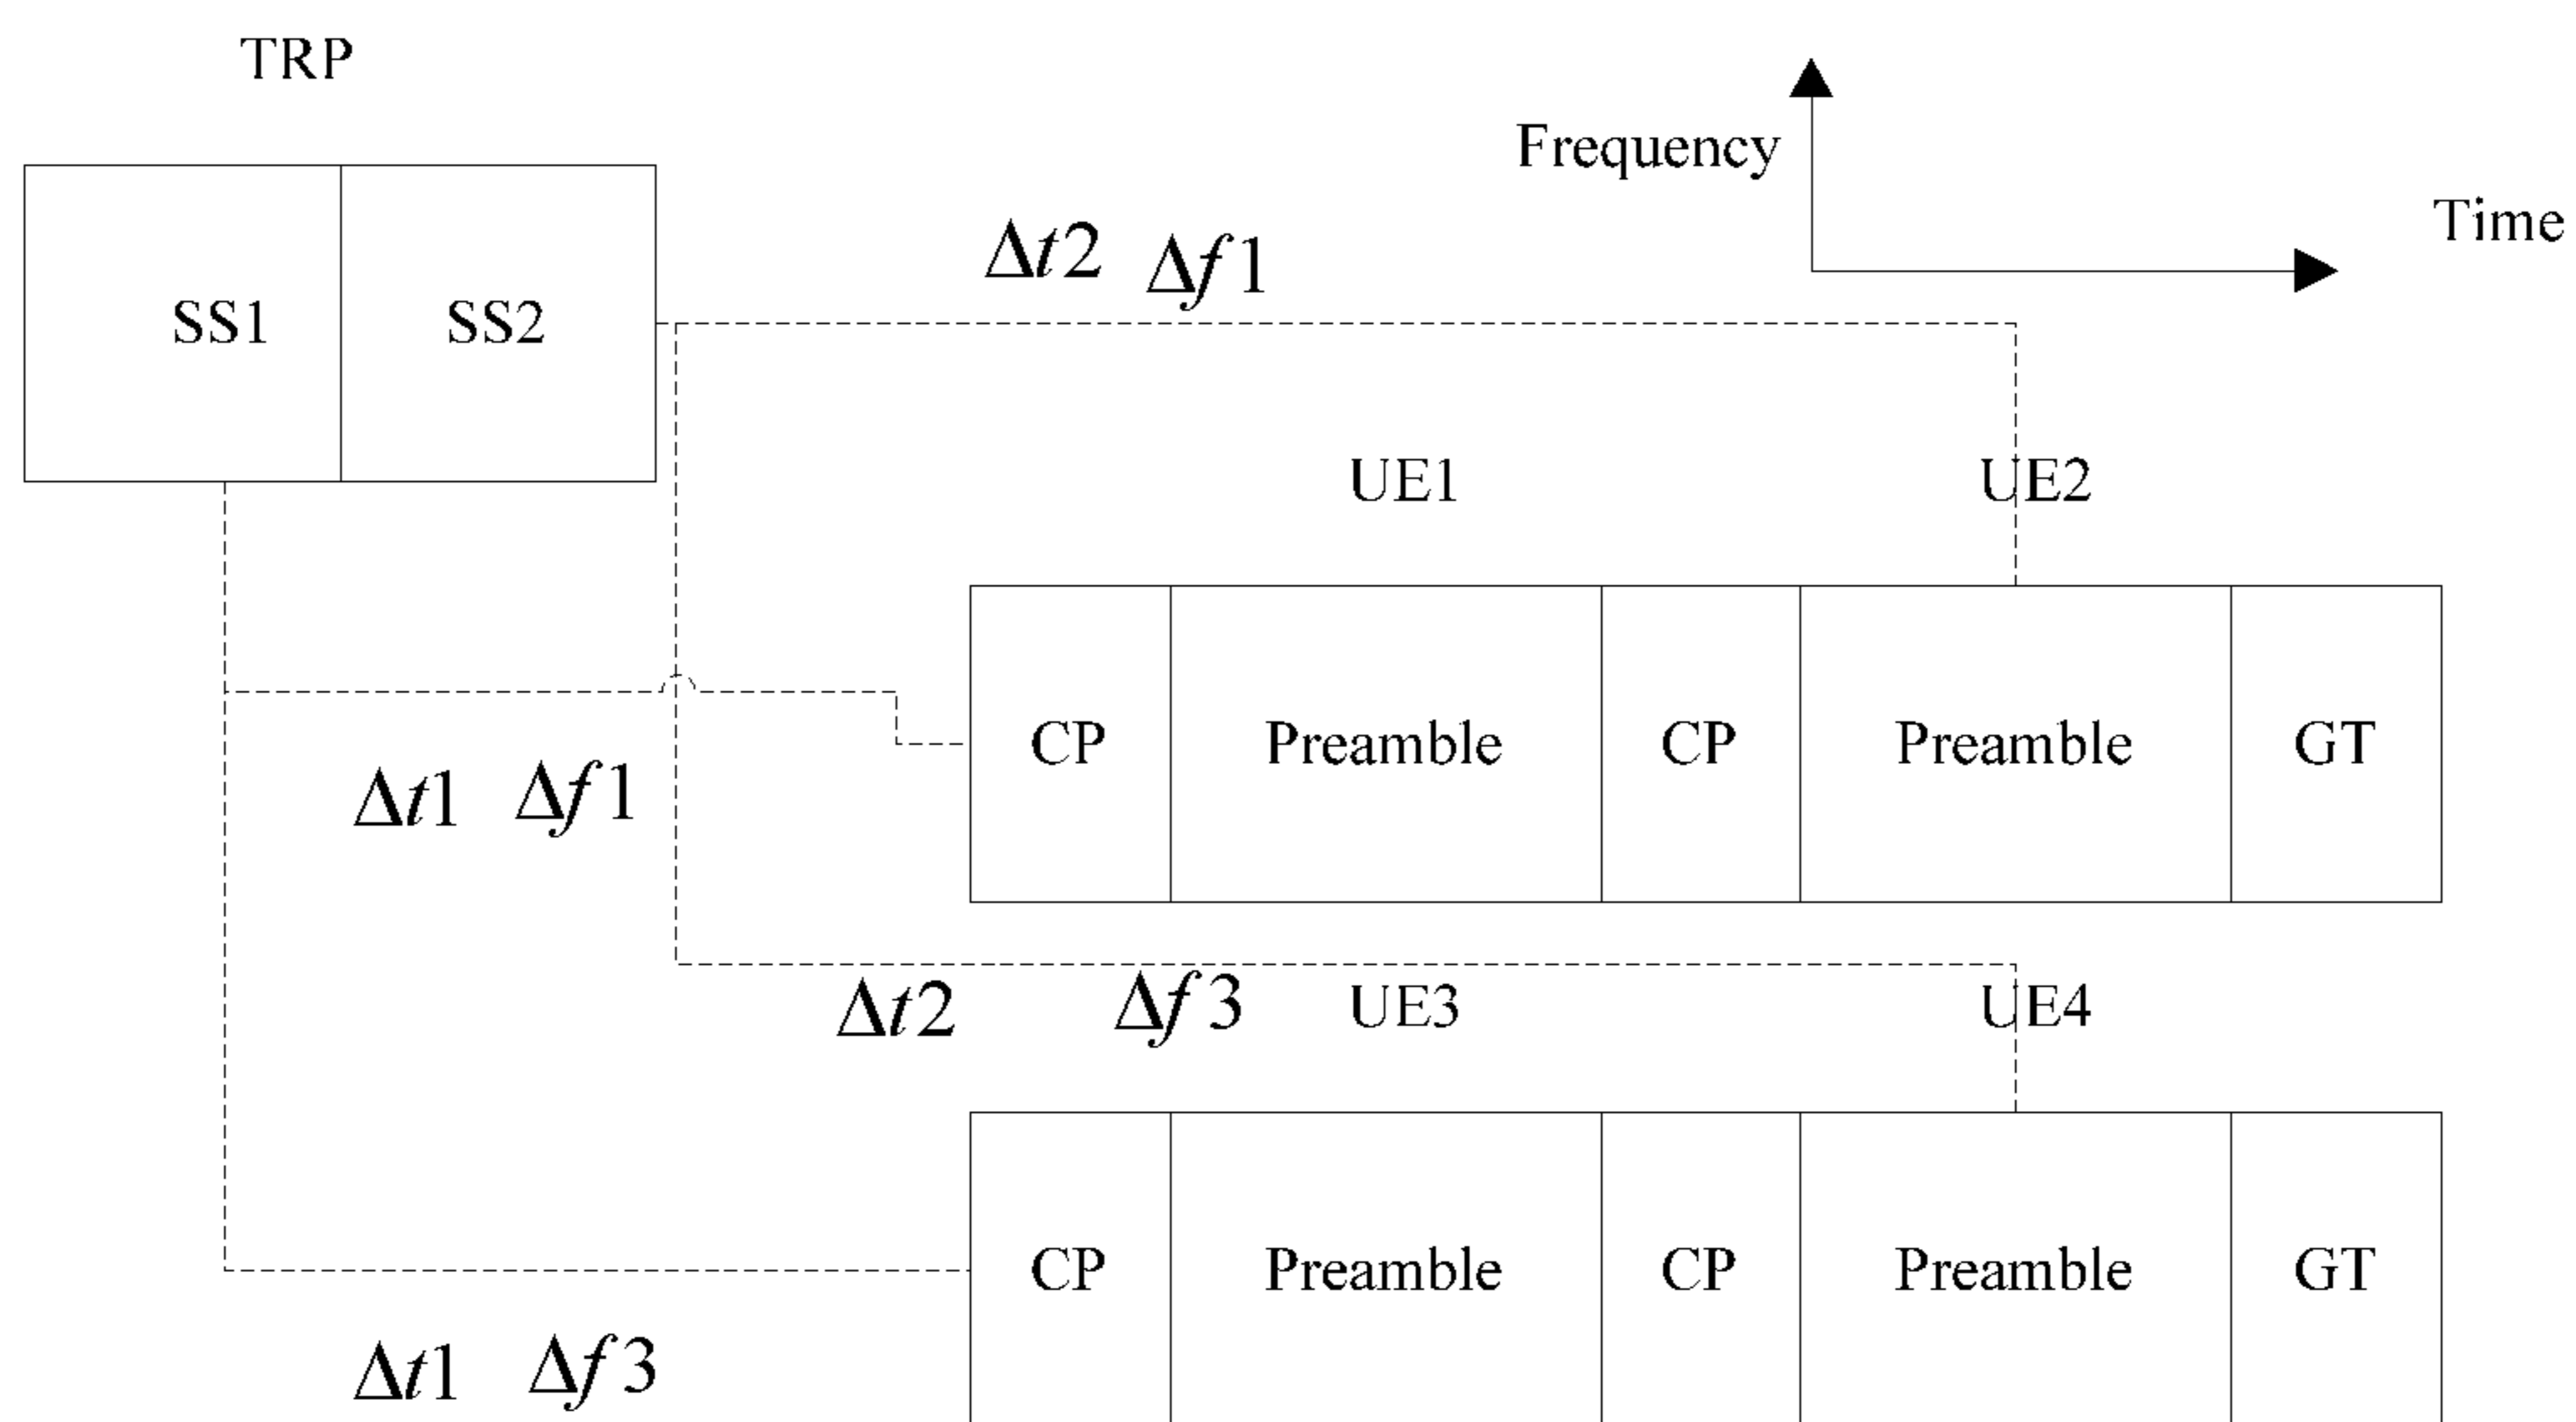 TRP
Frequency
Time
SS1 SS2
Δt2 Δf1
UE1 UE2
CP Preamble CP Preamble GT
Δt1 Δf1
Δt2 Δf3 UE3 UE4
CP Preamble CP Preamble GT
Δt1 Δf3